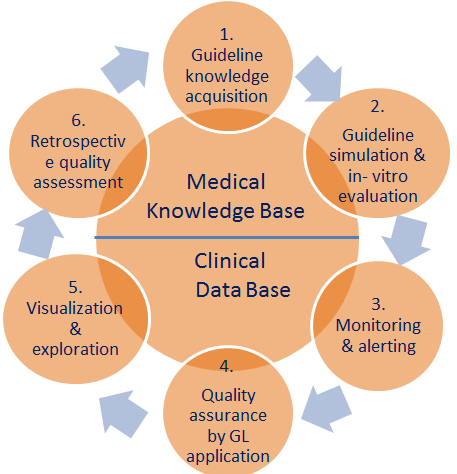 1.
Guideline
knowledge
acquisition
2.
Guideline
simulation &
in- vitro
evaluation
3.
Monitoring
& alerting
4.
Quality
assurance
by GL
application
5.
Visualization
&
exploration
6.
Retrospectiv
e quality
assessment
Medical
Knowledge Base
Clinical
Data Base